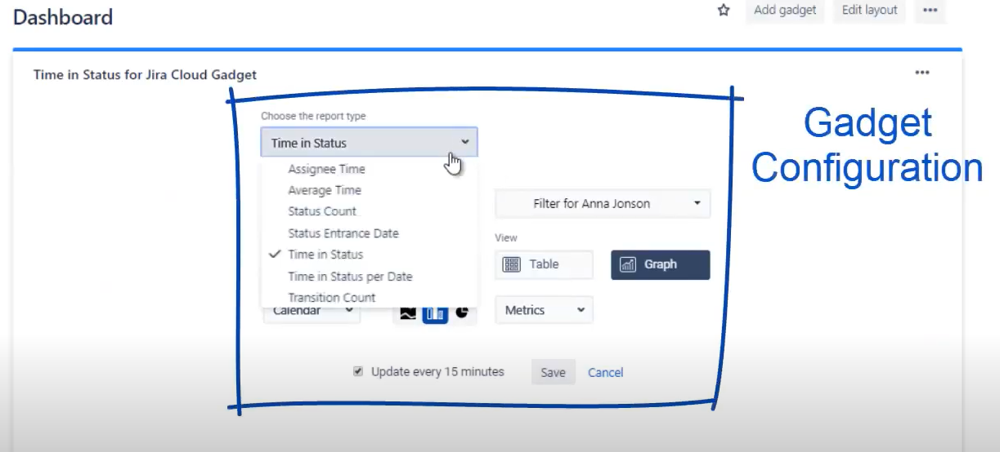 Dashboard
Add gadget
Edit layout
Time in Status for Jira Cloud Gadget
Choose the report type
Time in Status
Assignee Time
Average Time
Status Count
Status Entrance Date
Time in Status
Time in Status per Date
Transition Count
Filter for Anna Jonson
View
Table
Graph
Calendar
Metrics
Update every 15 minutes
Save
Cancel
Gadget
Configuration